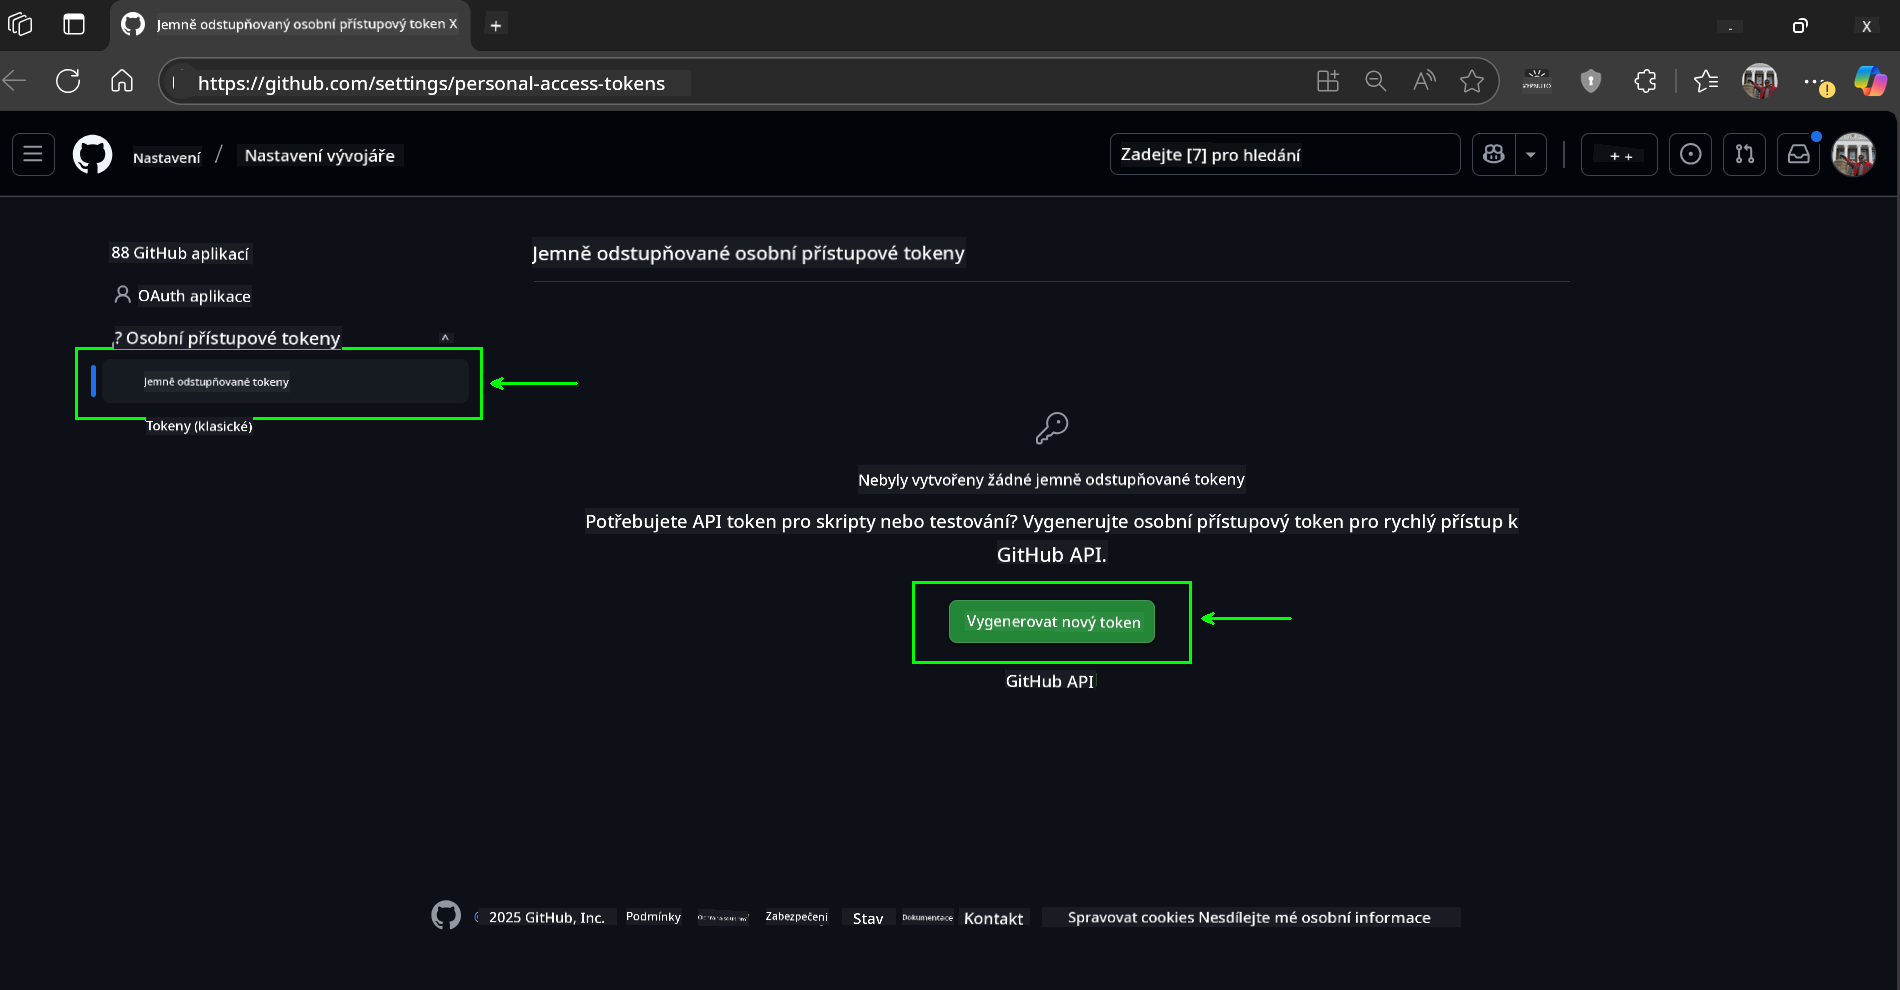 Jemně odstupňovaný osobní přístupový token X
+
X
https://github.com/settings/personal-access-tokens
Nastavení / Nastavení vývojáře
Zadejte [7] pro hledání
+ +
88 GitHub aplikací
OAuth aplikace
? Osobní přístupové tokeny ^
Jemně odstupňované tokeny
Tokeny (klasické)
Jemně odstupňované osobní přístupové tokeny
Nebyly vytvořeny žádné jemně odstupňované tokeny
Potřebujete API token pro skripty nebo testování? Vygenerujte osobní přístupový token pro rychlý přístup k
GitHub API.
Vygenerovat nový token
GitHub API
© 2025 GitHub, Inc. Podmínky Zabezpečení Stav Dokumentace Kontakt Spravovat cookies Nesdílejte mé osobní informace